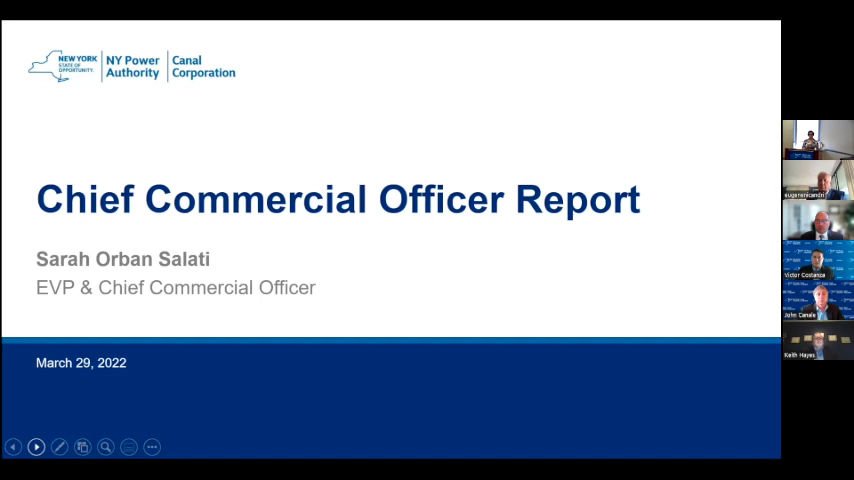 NEW YORK
STATE OF
OPPORTUNITY.
NY Power
Authority
Canal
Corporation
Chief Commercial Officer Report
Sarah Orban Salati
EVP & Chief Commercial Officer
March 29, 2022
eugenenicandri
Victor Costanza
John Canale
Keith Hayes